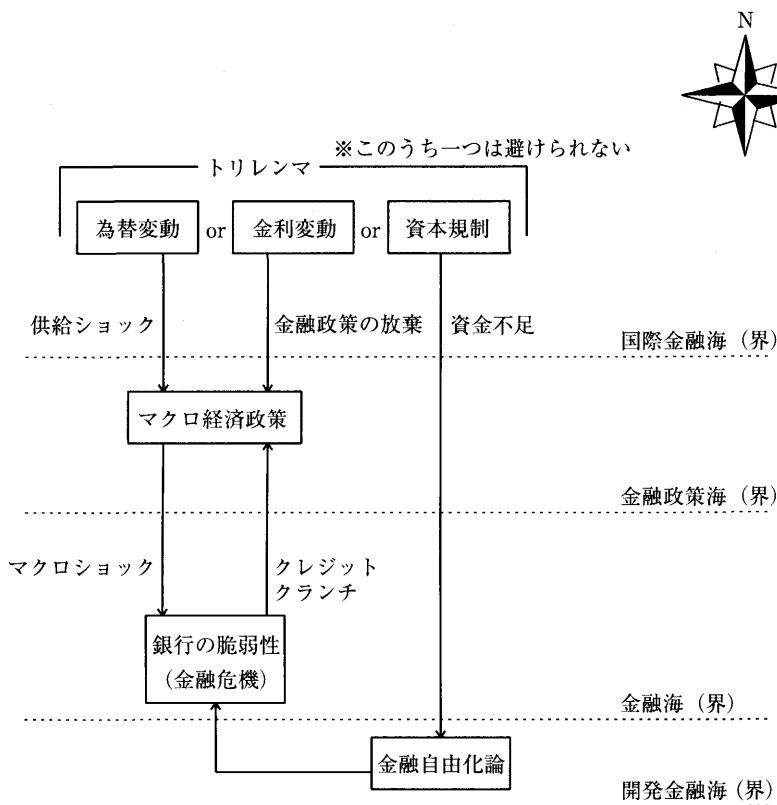 N
※このうち一つは避けられない
トリレンマ
為替変動 or 金利変動 or 資本規制
供給ショック 金融政策の放棄 資金不足
国際金融海（界）
マクロ経済政策
金融政策海（界）
マクロショック クレジット
クランチ
銀行の脆弱性
（金融危機）
金融海（界）
金融自由化論
開発金融海（界）